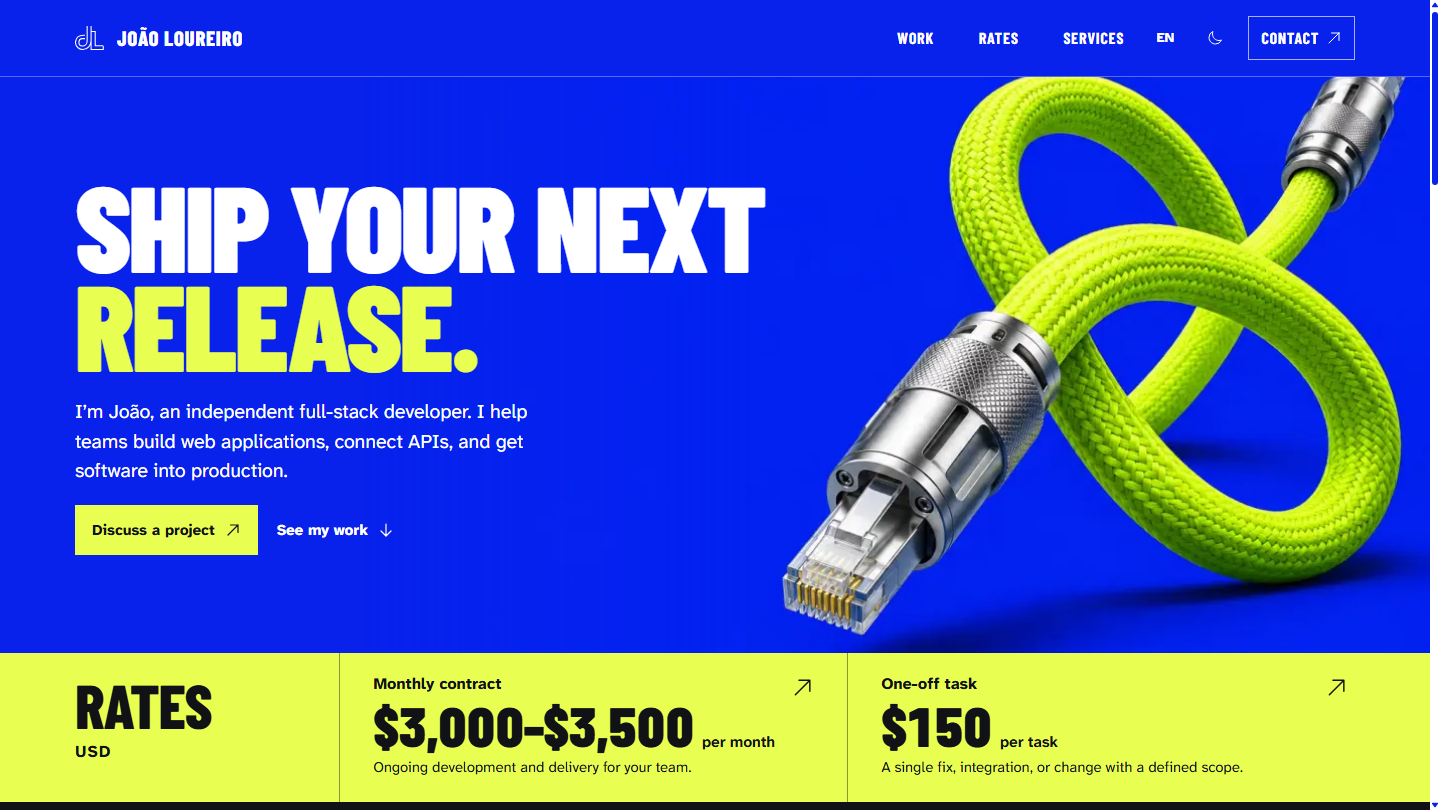 JL JOÃO LOUREIRO
WORK
RATES
SERVICES
EN
CONTACT
SHIP YOUR NEXT
RELEASE.
I’m João, an independent full-stack developer. I help
teams build web applications, connect APIs, and get
software into production.
Discuss a project
See my work
RATES
USD
Monthly contract
$3,000–$3,500 per month
Ongoing development and delivery for your team.
One-off task
$150 per task
A single fix, integration, or change with a defined scope.